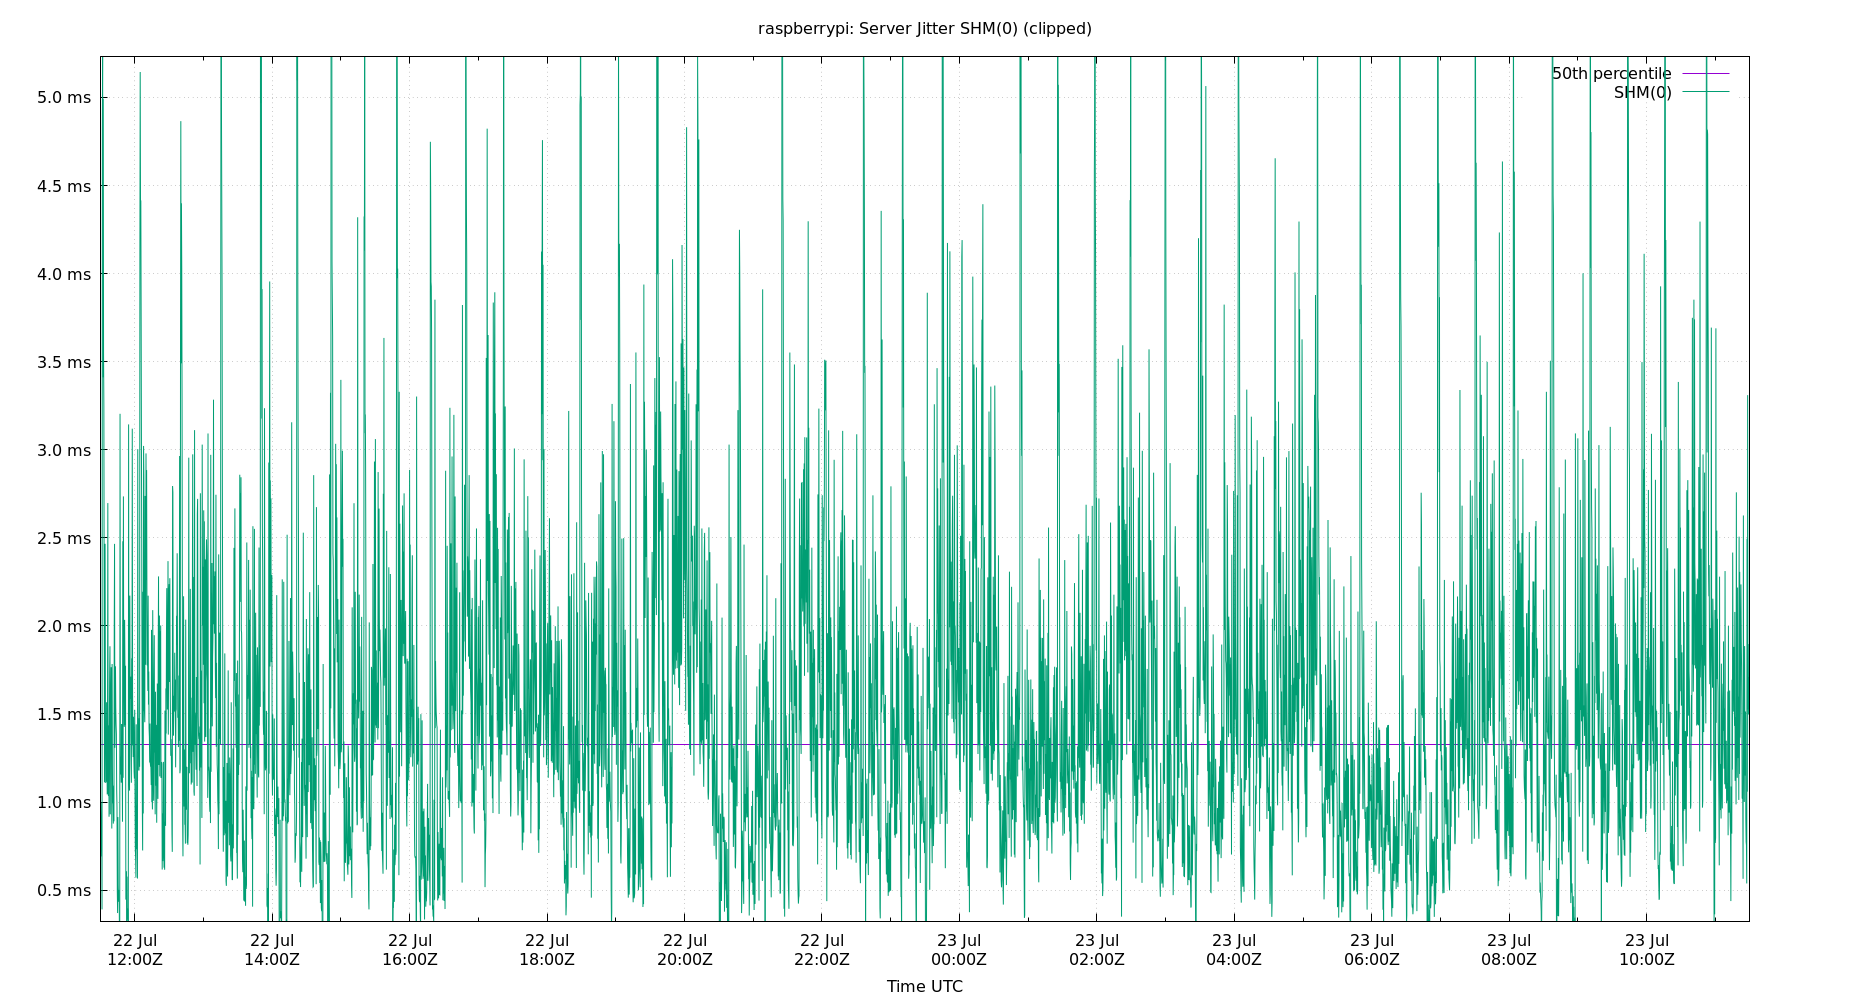 raspberrypi: Server Jitter SHM(0) (clipped)
50th percentile
SHM(0)
5.0 ms
4.5 ms
4.0 ms
3.5 ms
3.0 ms
2.5 ms
2.0 ms
1.5 ms
1.0 ms
0.5 ms
22 Jul 22 Jul 22 Jul 22 Jul 22 Jul 22 Jul 23 Jul 23 Jul 23 Jul 23 Jul 23 Jul 23 Jul
12:00Z 14:00Z 16:00Z 18:00Z 20:00Z 22:00Z 00:00Z 02:00Z 04:00Z 06:00Z 08:00Z 10:00Z
Time UTC